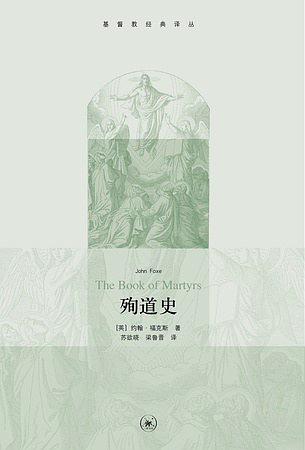 基督教经典译丛
John Foxe
The Book of Martyrs
殉道史
[英] 约翰·福克斯 著
苏欲晓 梁鲁晋 译